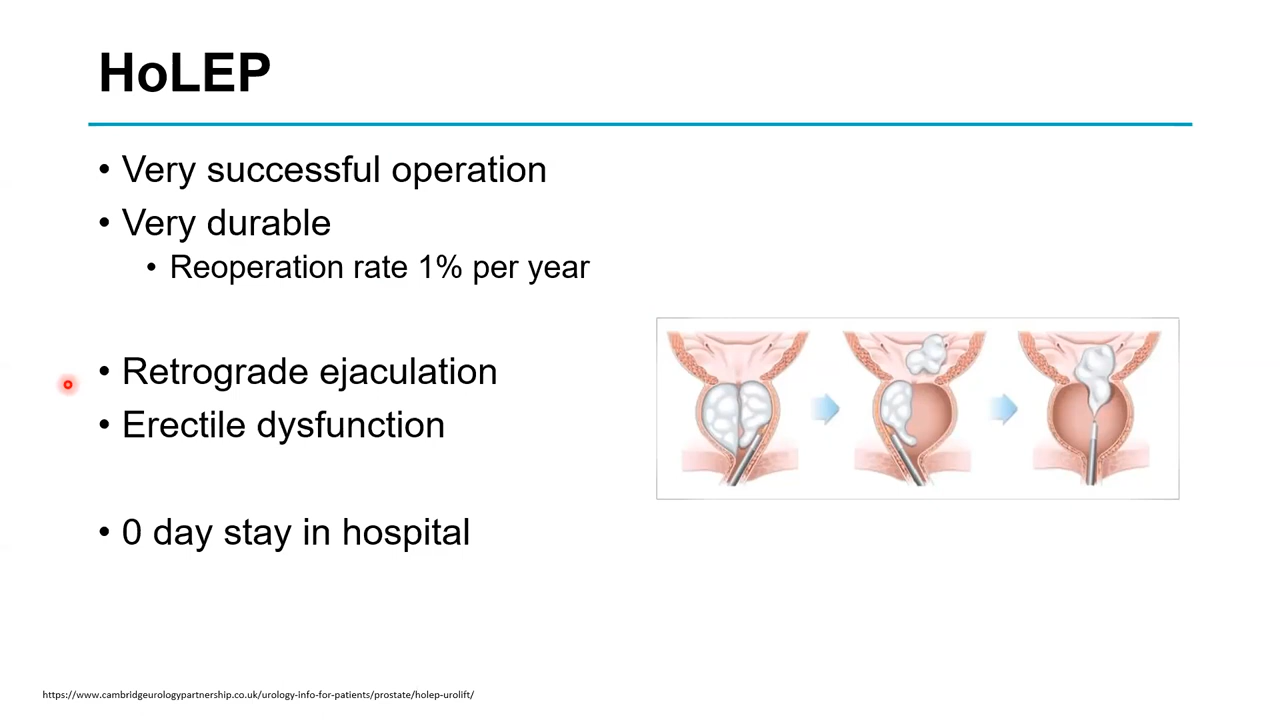 HoLEP
• Very successful operation
• Very durable
• Reoperation rate 1% per year
• Retrograde ejaculation
• Erectile dysfunction
• 0 day stay in hospital
https://www.cambridgeurologypartnership.co.uk/urology-info-for-patients/prostate/holep-urolift/